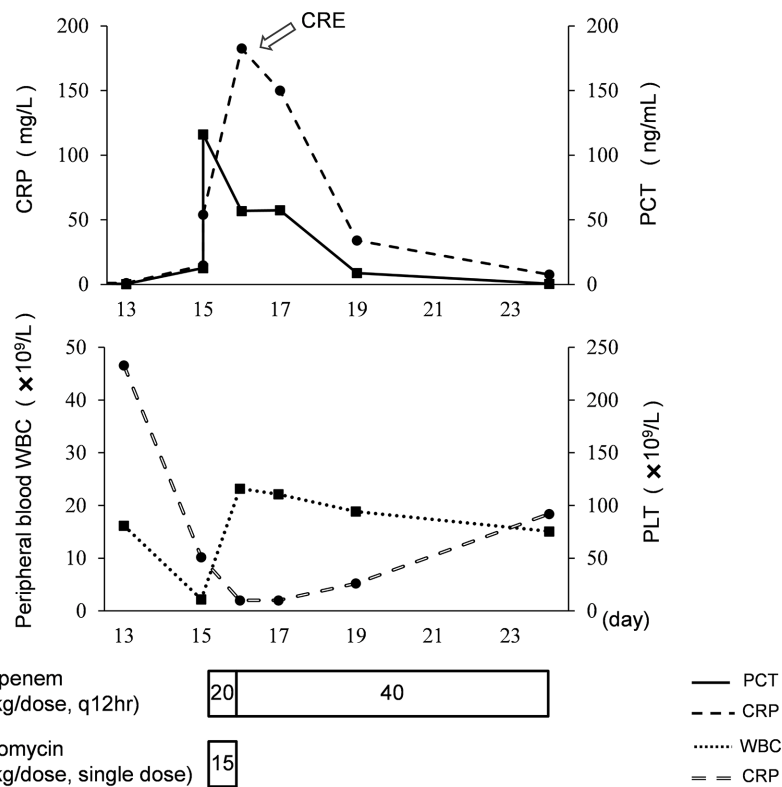 CRE
CRP ( mg/L )
PCT ( ng/mL )
200
150
100
50
0
200
150
100
50
0
13 15 17 19 21 23
Peripheral blood WBC ( ×10⁹/L )
PLT ( ×10⁹/L )
50
40
30
20
10
0
250
200
150
100
50
0
13 15 17 19 21 23 (day)
penem
kg/dose, q12hr)
20 40
omycin
kg/dose, single dose)
15
PCT
CRP
WBC
CRP